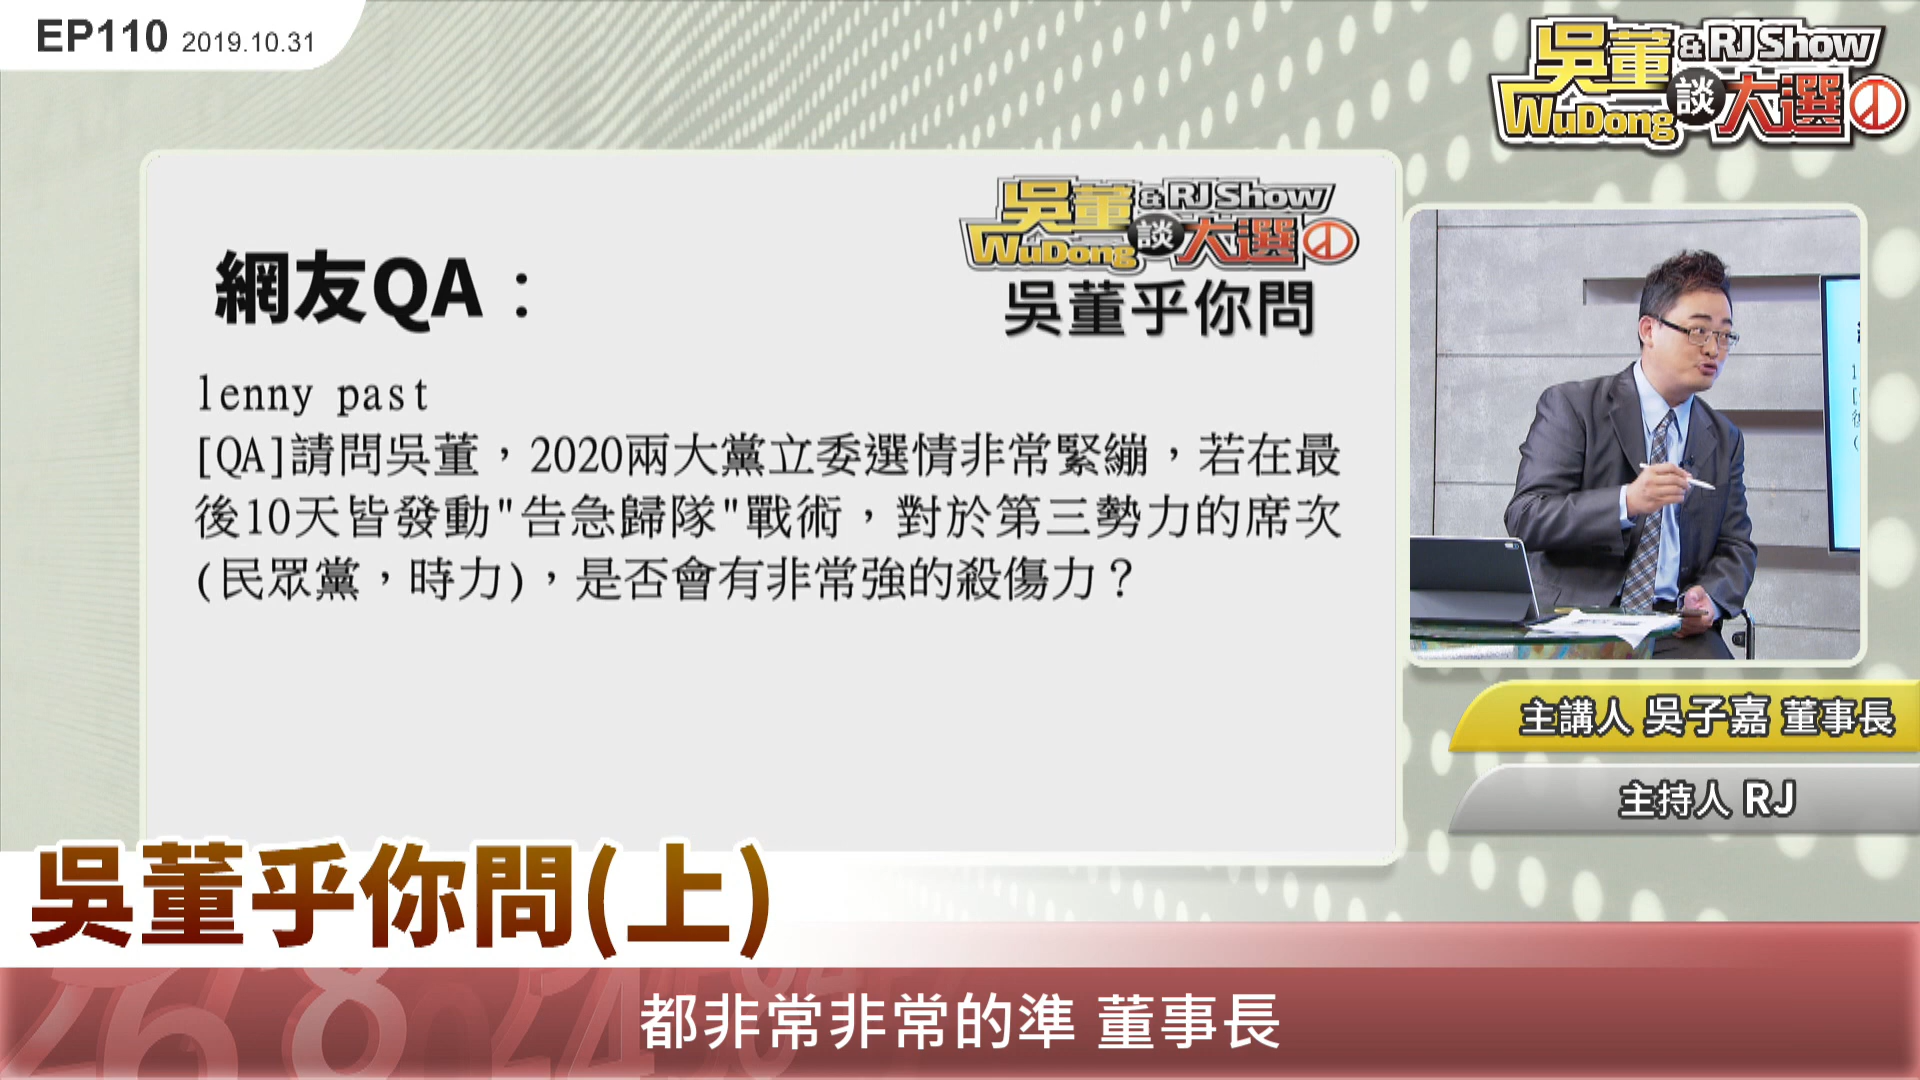 EP110 2019.10.31
吳董 & RJ Show
WuDong 談 大選
吳董 & RJ Show
WuDong 談 大選
吳董乎你問
網友QA：
lenny past
[QA]請問吳董，2020兩大黨立委選情非常緊繃，若在最
後10天皆發動"告急歸隊"戰術，對於第三勢力的席次
(民眾黨，時力)，是否會有非常強的殺傷力？
主講人 吳子嘉 董事長
主持人 RJ
吳董乎你問(上)
都非常非常的準 董事長